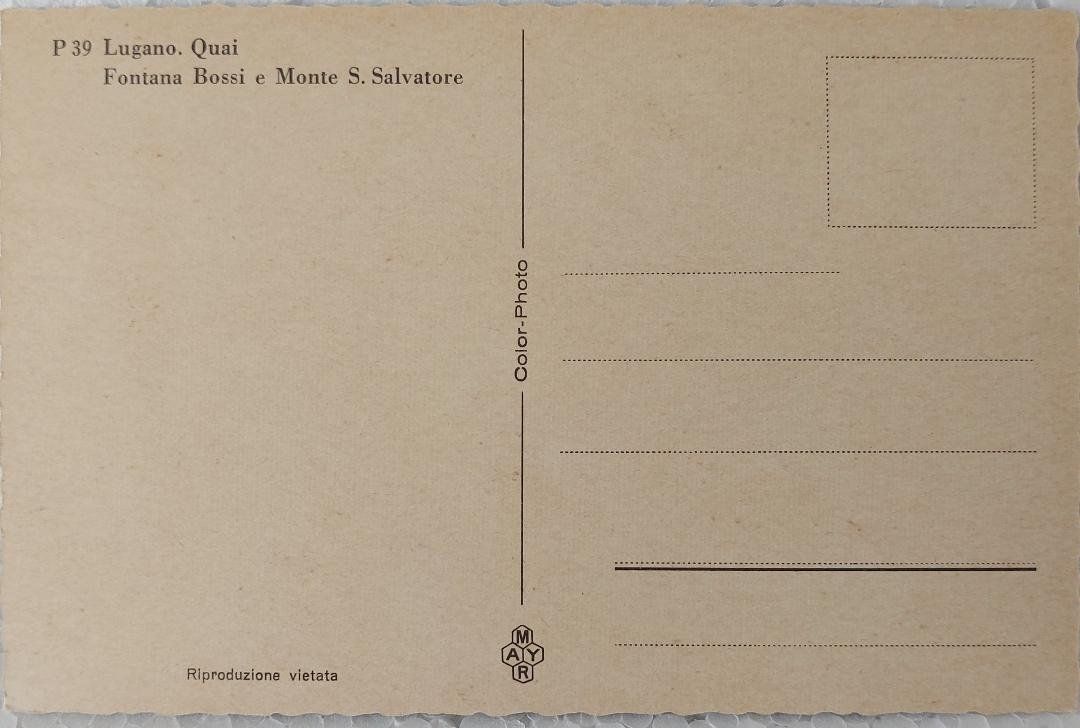 P 39 Lugano. Quai
Fontana Bossi e Monte S. Salvatore
Color-Photo
MAYR
Riproduzione vietata